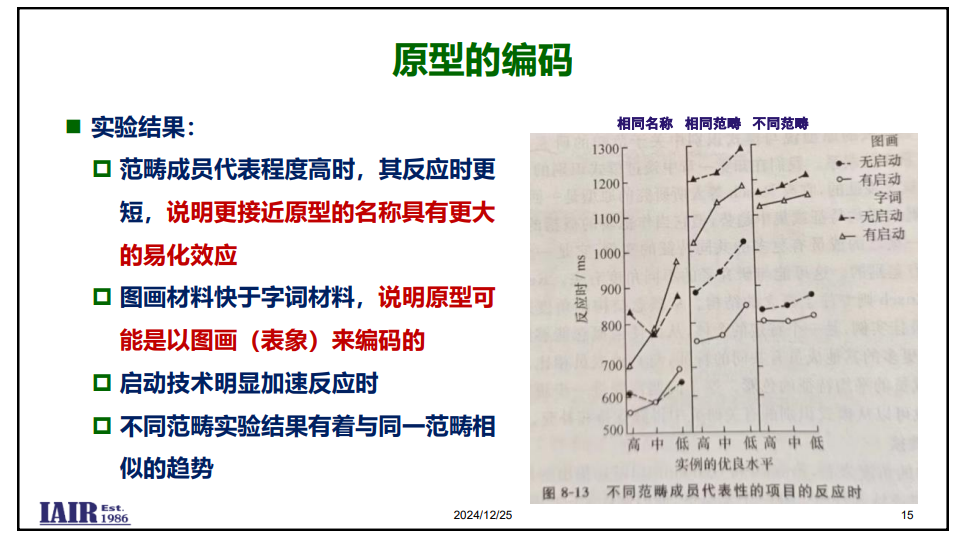 原型的编码
实验结果：
范畴成员代表程度高时，其反应时更
短，说明更接近原型的名称具有更大
的易化效应
图画材料快于字词材料，说明原型可
能是以图画（表象）来编码的
启动技术明显加速反应时
不同范畴实验结果有着与同一范畴相
似的趋势
相同名称 相同范畴 不同范畴
图画
无启动
有启动
字词
无启动
有启动
反应时/ms
1300
1200
1100
1000
900
800
700
600
500
高 中 低 高 中 低 高 中 低
实例的优良水平
图 8-13 不同范畴成员代表性的项目的反应时
IAIR Est. 1986
2024/12/25
15